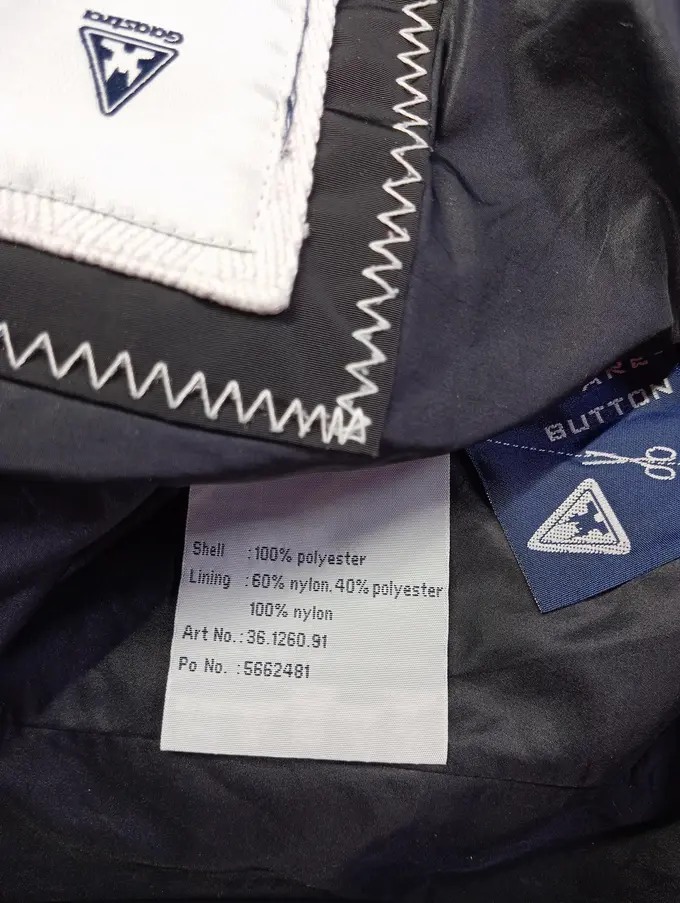 Gaastra
BUTTON
Shell : 100% polyester
Lining : 60% nylon. 40% polyester
100% nylon
Art No.: 36.1260.91
Po No. : 5662481